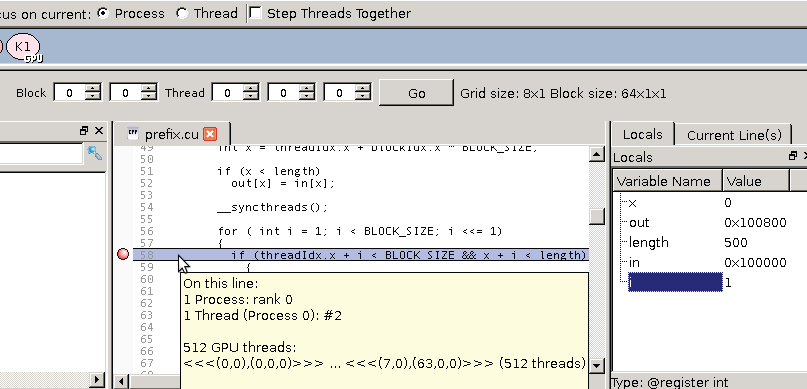 cus on current: Process Thread Step Threads Together
K1
GPU
Block 0 0 Thread 0 0 0 Go Grid size: 8x1 Block size: 64x1x1
prefix.cu
Locals Current Line(s)
Locals
Variable Name Value
x 0
out 0x100800
length 500
in 0x100000
i 1
Type: @register int
49 int x = threadIdx.x + blockIdx.x * BLOCK_SIZE;
50
51 if (x < length)
52 out[x] = in[x];
53
54 __syncthreads();
55
56 for ( int i = 1; i < BLOCK_SIZE; i <<= 1)
57 {
58 if (threadIdx.x + i < BLOCK_SIZE && x + i < length)
59 {
60
61
62
63
64
65
66
67
On this line:
1 Process: rank 0
1 Thread (Process 0): #2
512 GPU threads:
<<<(0,0),(0,0,0)>>> ... <<<(7,0),(63,0,0)>>> (512 threads)